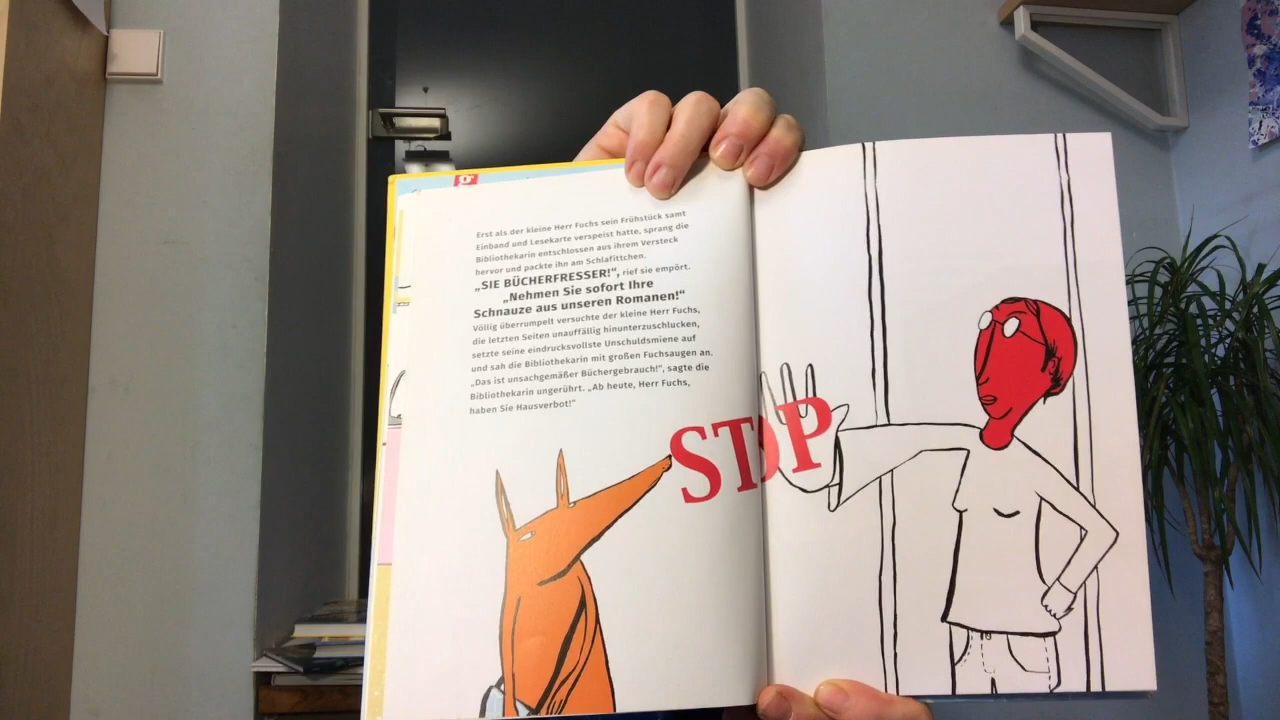 Erst als der kleine Herr Fuchs sein Frühstück samt
Einband und Lesekarte verspeist hatte, sprang die
Bibliothekarin entschlossen aus ihrem Versteck
hervor und packte ihn am Schlafittchen.
„SIE BÜCHERFRESSER!“, rief sie empört.
„Nehmen Sie sofort Ihre
Schnauze aus unseren Romanen!“
Völlig überrumpelt versuchte der kleine Herr Fuchs,
die letzten Seiten unauffällig hinunterzuschlucken,
setzte seine eindrucksvollste Unschuldsmiene auf
und sah die Bibliothekarin mit großen Fuchsaugen an.
„Das ist unsachgemäßer Büchergebrauch!“, sagte die
Bibliothekarin ungerührt. „Ab heute, Herr Fuchs,
haben Sie Hausverbot!“
STOP
g